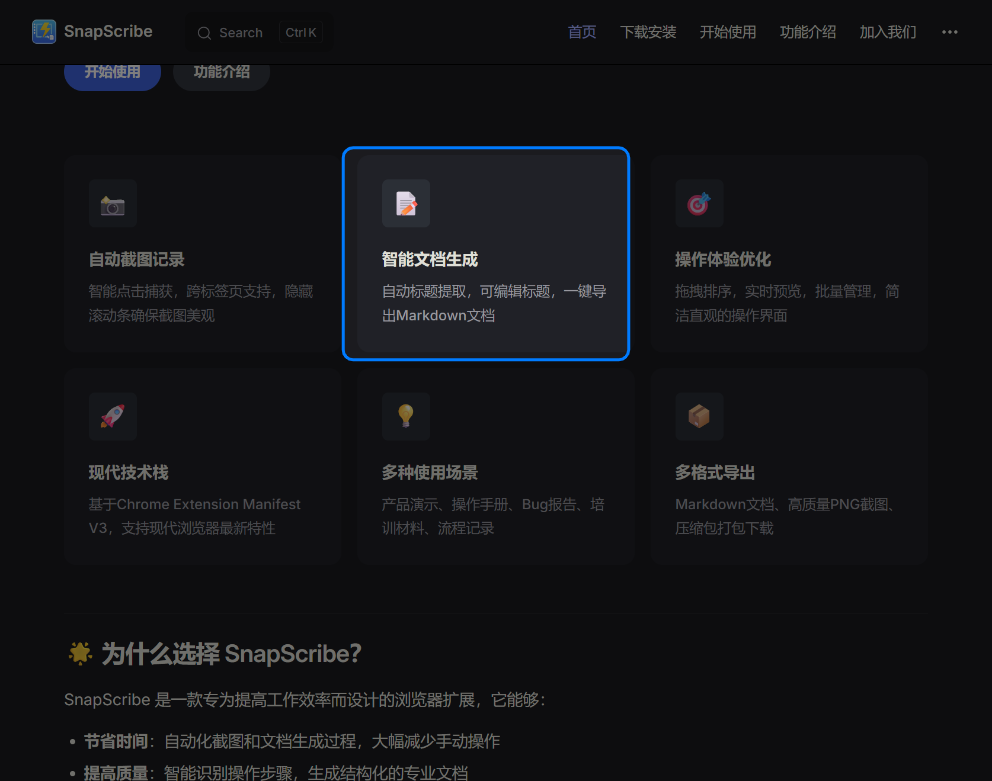 SnapScribe
Search Ctrl K
首页 下载安装 开始使用 功能介绍 加入我们
开始使用 功能介绍
自动截图记录
智能点击捕获，跨标签页支持，隐藏
滚动条确保截图美观
智能文档生成
自动标题提取，可编辑标题，一键导
出Markdown文档
操作体验优化
拖拽排序，实时预览，批量管理，简
洁直观的操作界面
现代技术栈
基于Chrome Extension Manifest
V3，支持现代浏览器最新特性
多种使用场景
产品演示、操作手册、Bug报告、培
训材料、流程记录
多格式导出
Markdown文档、高质量PNG截图、
压缩包打包下载
为什么选择 SnapScribe?
SnapScribe 是一款专为提高工作效率而设计的浏览器扩展，它能够：
• 节省时间：自动化截图和文档生成过程，大幅减少手动操作
• 提高质量：智能识别操作步骤，生成结构化的专业文档